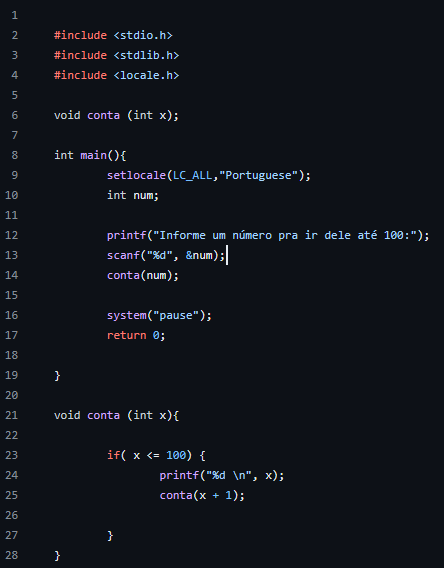 1
2 #include <stdio.h>
3 #include <stdlib.h>
4 #include <locale.h>
5
6 void conta (int x);
7
8 int main(){
9 setlocale(LC_ALL,"Portuguese");
10 int num;
11
12 printf("Informe um número pra ir dele até 100:");
13 scanf("%d", &num);
14 conta(num);
15
16 system("pause");
17 return 0;
18
19 }
20
21 void conta (int x){
22
23 if( x <= 100) {
24 printf("%d \n", x);
25 conta(x + 1);
26
27 }
28 }